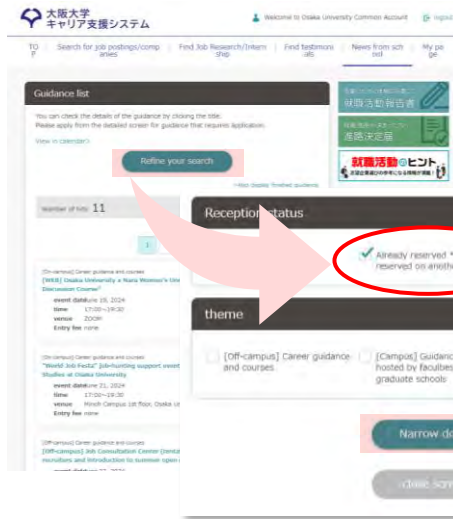 大阪大学
キャリア支援システム
Welcome to Osaka University Common Account
logout
TO
P
Search for job postings/comp
anies
Find Job Research/Intern
ship
Find testimoni
als
News from sch
ool
My pa
ge
Guidance list
You can check the details of the guidance by clicking the title.
Please apply from the detailed screen for guidance that requires application.
View in calendar
Refine your search
Also display finished guidance
就職活動報告書
進路決定届
就職活動のヒント
Number of hits 11
1
[On-campus] Career guidance and courses
[WEB] Osaka University x Nara Women's Uni
Discussion Course"
event date June 19, 2024
time 17:00~19:30
venue ZOOM
Entry fee none
[On-campus] Career guidance and courses
"World Job Festa" job-hunting support event
Studies at Osaka University
event date June 21, 2024
time 17:00~19:30
venue Minoh Campus 1st floor, Osaka U
Entry fee none
[Off-campus] Career guidance and courses
[Off-campus] Job Consultation Center
recruiters and introduction to summer open
Reception status
Already reserved *
reserved on anoth
theme
[Off-campus] Career guidance
and courses
[Campus] Guidanc
hosted by faculties
graduate schools
Narrow do